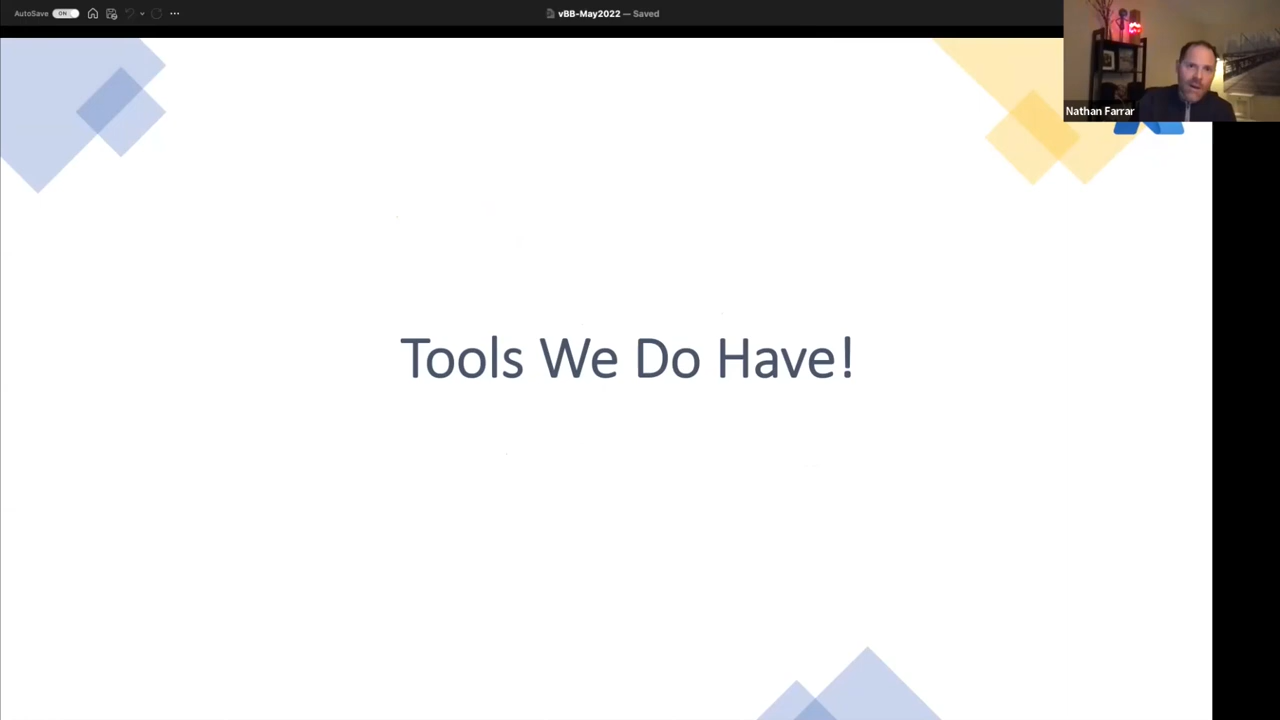 AutoSave ON
vBB-May2022 — Saved
Nathan Farrar
Tools We Do Have!